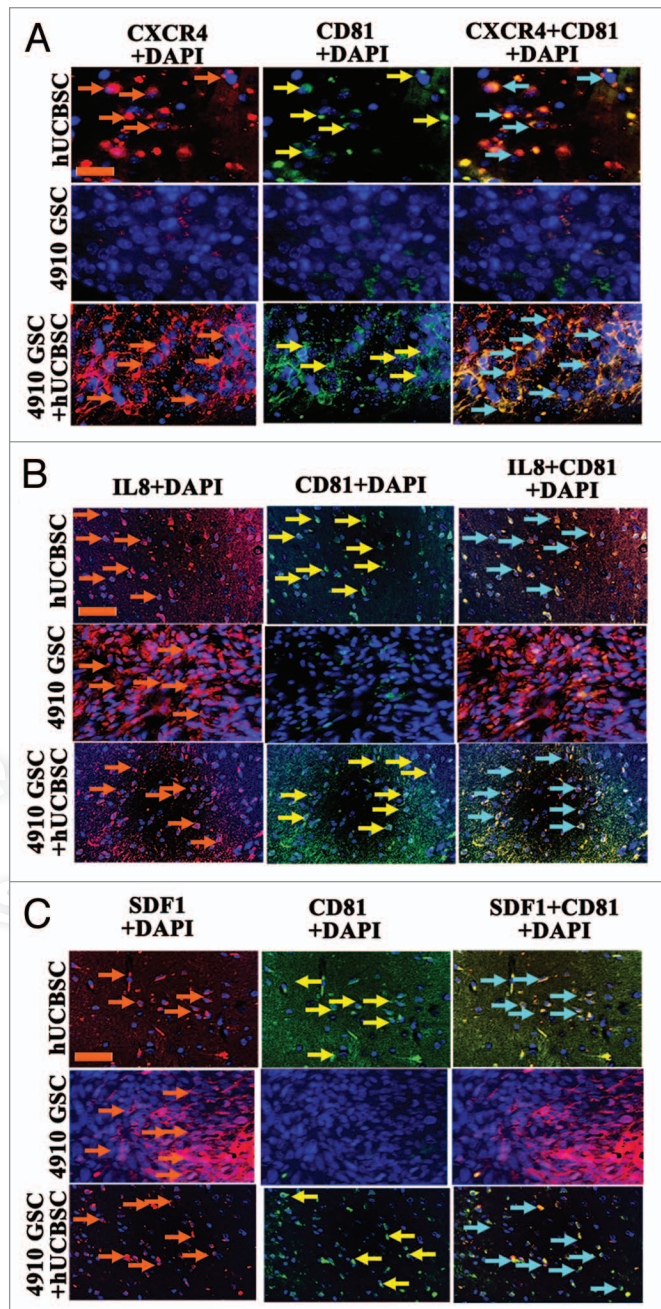 A
CXCR4
+DAPI
CD81
+DAPI
CXCR4+CD81
+DAPI
hUCBSC
4910 GSC
4910 GSC
+hUCBSC
B
IL8+DAPI
CD81+DAPI
IL8+CD81
+DAPI
hUCBSC
4910 GSC
4910 GSC
+hUCBSC
C
SDF1
+DAPI
CD81
+DAPI
SDF1+CD81
+DAPI
hUCBSC
4910 GSC
4910 GSC
+hUCBSC